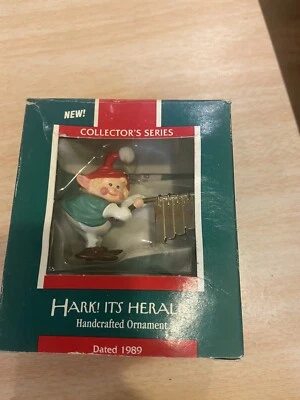 NEW!
COLLECTOR'S SERIES
HARK! IT'S HERALD
Handcrafted Ornament
Dated 1989